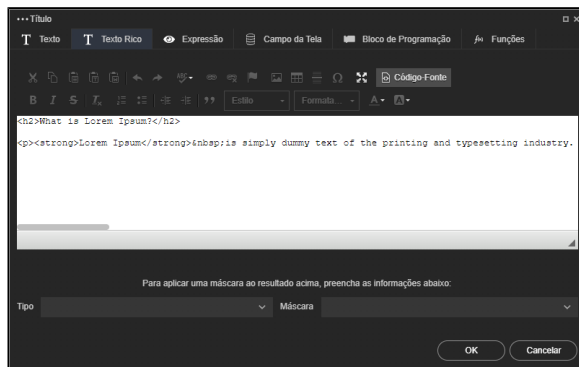 ••• Título
T Texto T Texto Rico Expressão Campo da Tela Bloco de Programação f(x) Funções
Ω Código-Fonte
B I S Tx Estilo Formata... A A
<h2>What is Lorem Ipsum?</h2>
<p><strong>Lorem Ipsum</strong>&nbsp;is simply dummy text of the printing and typesetting industry.
Para aplicar uma máscara ao resultado acima, preencha as informações abaixo:
Tipo Máscara
OK Cancelar